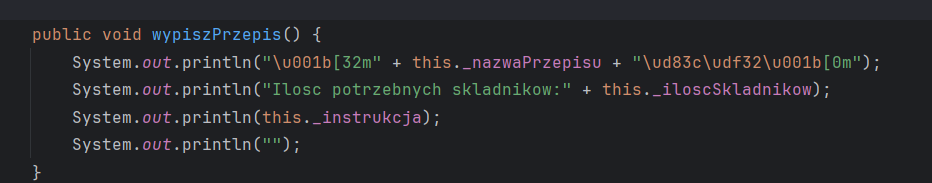 public void wypiszPrzepis() {
System.out.println("\u001b[32m" + this._nazwaPrzepisu + "\ud83c\udf32\u001b[0m");
System.out.println("Ilosc potrzebnych skladnikow:" + this._iloscSkladnikow);
System.out.println(this._instrukcja);
System.out.println("");
}